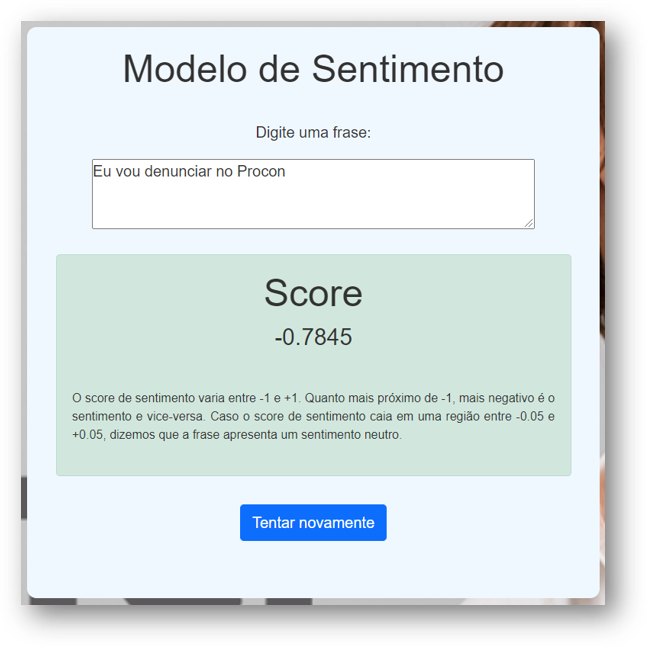 Modelo de Sentimento
Digite uma frase:
Eu vou denunciar no Procon
Score
-0.7845
O score de sentimento varia entre -1 e +1. Quanto mais próximo de -1, mais negativo é o
sentimento e vice-versa. Caso o score de sentimento caia em uma região entre -0.05 e
+0.05, dizemos que a frase apresenta um sentimento neutro.
Tentar novamente